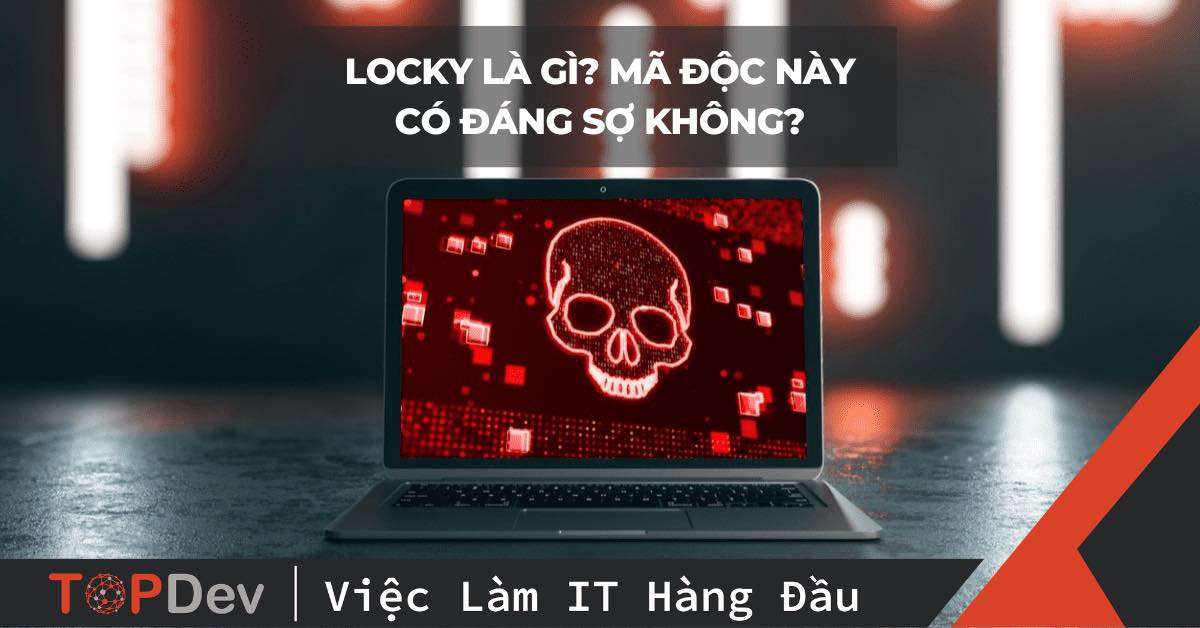 LOCKY LÀ GÌ? MÃ ĐỘC NÀY
CÓ ĐÁNG SỢ KHÔNG?
TOPDev | Việc Làm IT Hàng Đầu